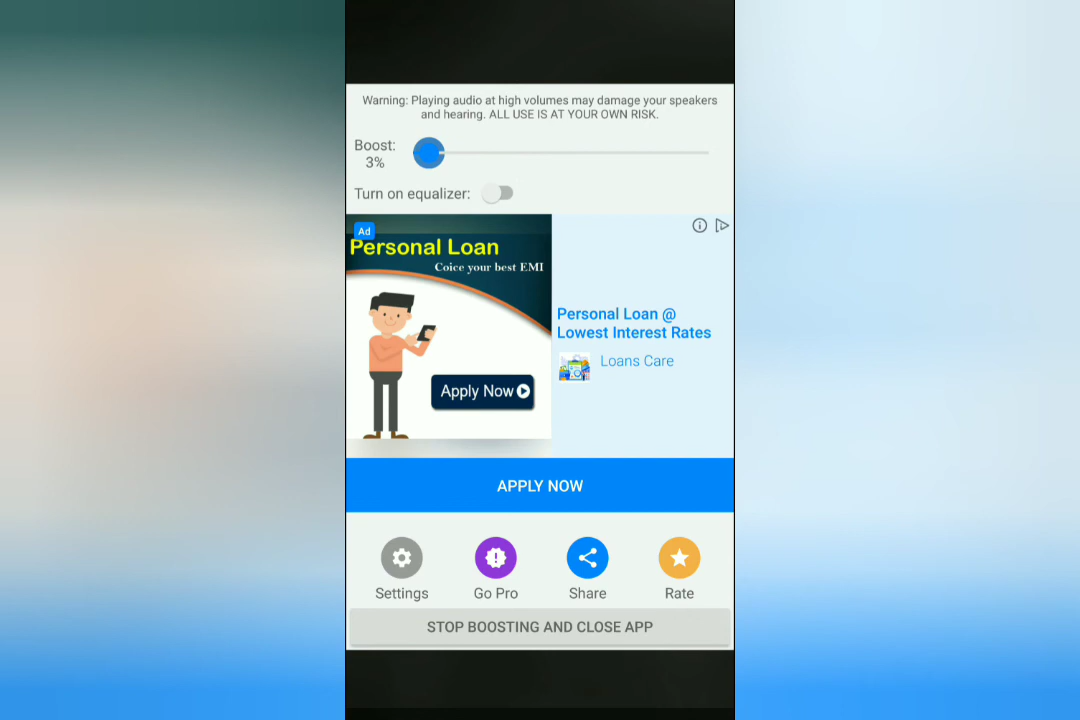 Warning: Playing audio at high volumes may damage your speakers
and hearing. ALL USE IS AT YOUR OWN RISK.
Boost:
3%
Turn on equalizer:
Ad
Personal Loan
Coice your best EMI
Apply Now
Personal Loan @
Lowest Interest Rates
Loans Care
APPLY NOW
Settings
Go Pro
Share
Rate
STOP BOOSTING AND CLOSE APP